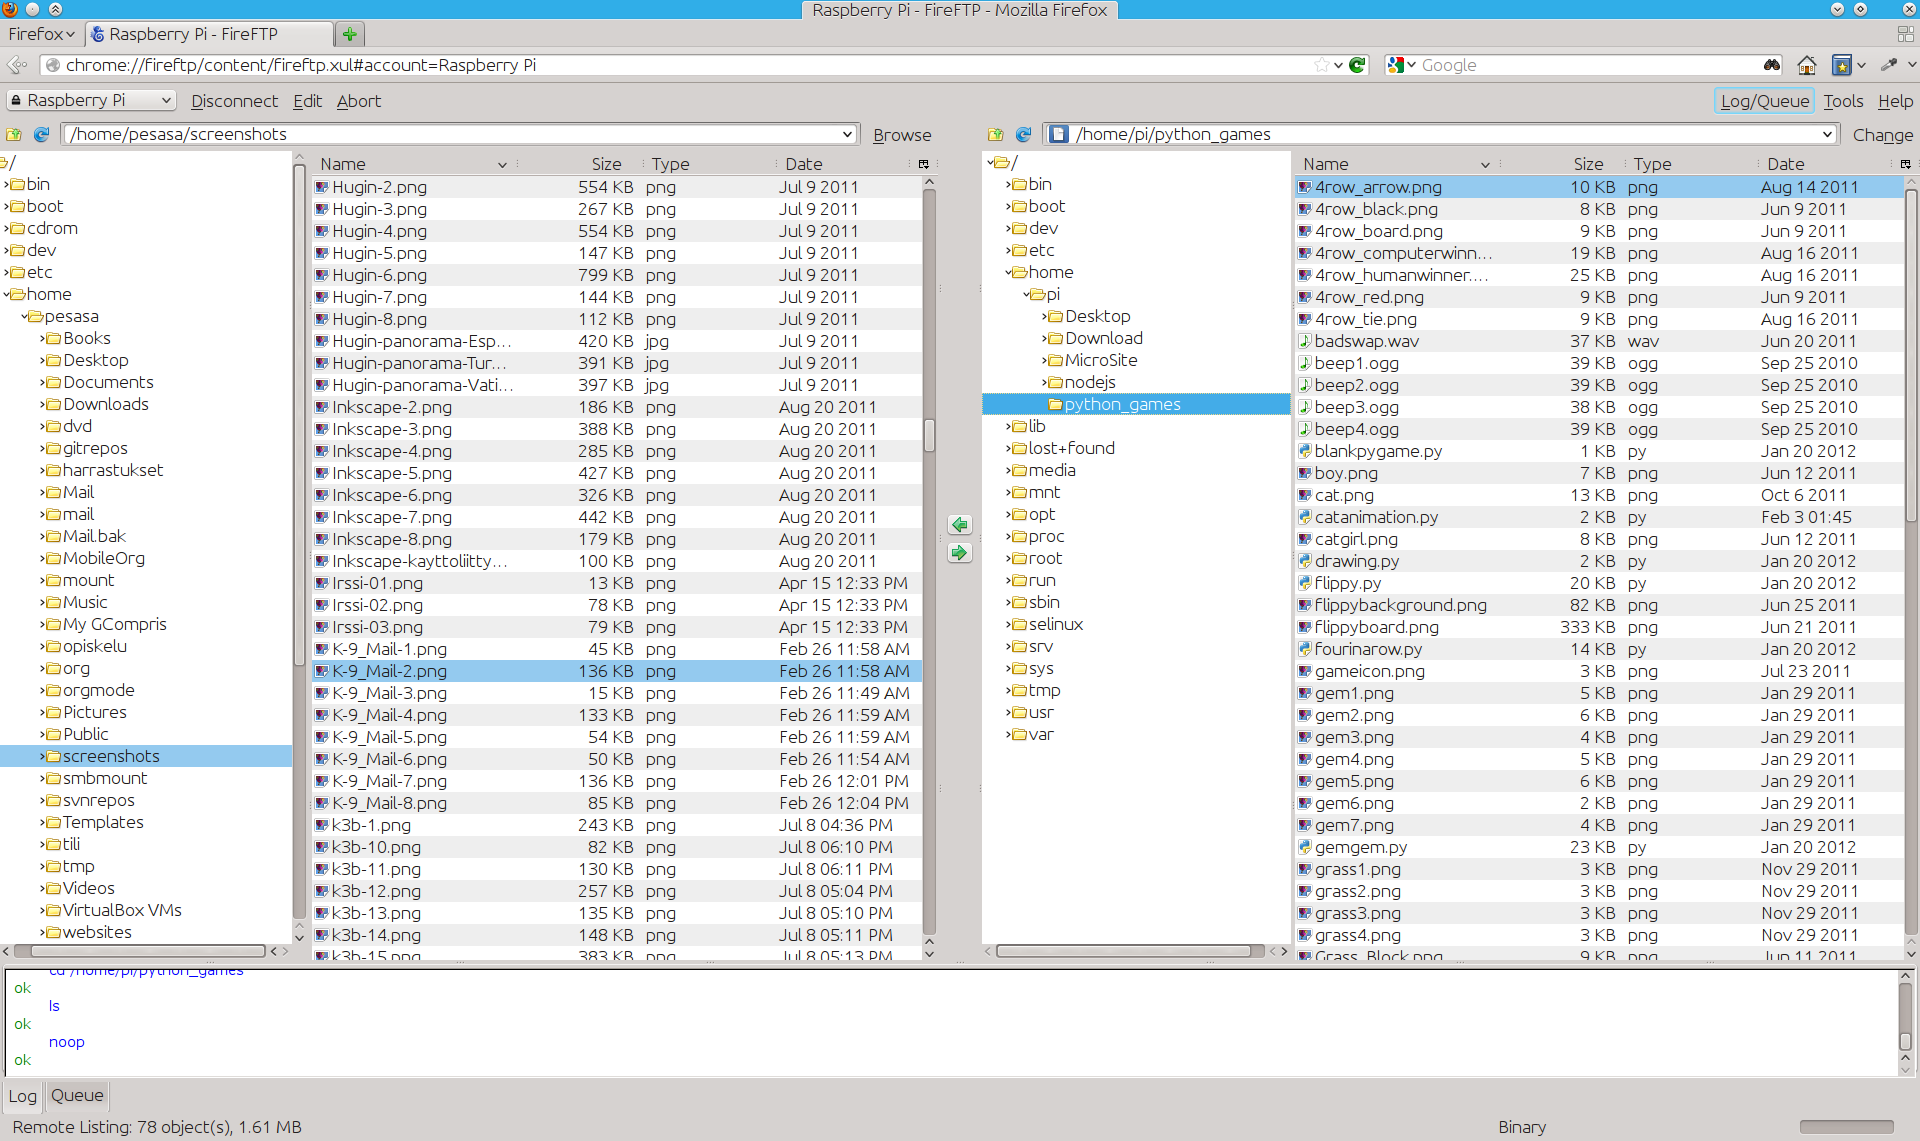 Raspberry Pi - FireFTP - Mozilla Firefox
Firefox
Raspberry Pi - FireFTP
chrome://fireftp/content/fireftp.xul#account=Raspberry Pi
Google
Raspberry Pi Disconnect Edit Abort
Log/Queue Tools Help
/home/pesasa/screenshots Browse
/home/pi/python_games Change
/
bin
boot
cdrom
dev
etc
home
pesasa
Books
Desktop
Documents
Downloads
dvd
gitrepos
harrastukset
Mail
mail
Mail.bak
MobileOrg
mount
Music
My GCompris
opiskelu
org
orgmode
Pictures
Public
screenshots
smbmount
svnrepos
Templates
tili
tmp
Videos
VirtualBox VMs
websites
Name Size Type Date
Hugin-2.png 554 KB png Jul 9 2011
Hugin-3.png 267 KB png Jul 9 2011
Hugin-4.png 554 KB png Jul 9 2011
Hugin-5.png 147 KB png Jul 9 2011
Hugin-6.png 799 KB png Jul 9 2011
Hugin-7.png 144 KB png Jul 9 2011
Hugin-8.png 112 KB png Jul 9 2011
Hugin-panorama-Esp... 420 KB jpg Jul 9 2011
Hugin-panorama-Tur... 391 KB jpg Jul 9 2011
Hugin-panorama-Vati... 397 KB jpg Jul 9 2011
Inkscape-2.png 186 KB png Aug 20 2011
Inkscape-3.png 388 KB png Aug 20 2011
Inkscape-4.png 285 KB png Aug 20 2011
Inkscape-5.png 427 KB png Aug 20 2011
Inkscape-6.png 326 KB png Aug 20 2011
Inkscape-7.png 442 KB png Aug 20 2011
Inkscape-8.png 179 KB png Aug 20 2011
Inkscape-kayttoliitty... 100 KB png Aug 20 2011
Irssi-01.png 13 KB png Apr 15 12:33 PM
Irssi-02.png 78 KB png Apr 15 12:33 PM
Irssi-03.png 79 KB png Apr 15 12:33 PM
K-9_Mail-1.png 45 KB png Feb 26 11:58 AM
K-9_Mail-2.png 136 KB png Feb 26 11:58 AM
K-9_Mail-3.png 15 KB png Feb 26 11:49 AM
K-9_Mail-4.png 133 KB png Feb 26 11:59 AM
K-9_Mail-5.png 54 KB png Feb 26 11:59 AM
K-9_Mail-6.png 50 KB png Feb 26 11:54 AM
K-9_Mail-7.png 136 KB png Feb 26 12:01 PM
K-9_Mail-8.png 85 KB png Feb 26 12:04 PM
k3b-1.png 243 KB png Jul 8 04:36 PM
k3b-10.png 82 KB png Jul 8 06:10 PM
k3b-11.png 130 KB png Jul 8 06:11 PM
k3b-12.png 257 KB png Jul 8 05:04 PM
k3b-13.png 135 KB png Jul 8 05:10 PM
k3b-14.png 148 KB png Jul 8 05:11 PM
k3b-15.png 383 KB png Jul 8 05:13 PM
/
bin
boot
dev
etc
home
pi
Desktop
Download
MicroSite
nodejs
python_games
lib
lost+found
media
mnt
opt
proc
root
run
sbin
selinux
srv
sys
tmp
usr
var
Name Size Type Date
4row_arrow.png 10 KB png Aug 14 2011
4row_black.png 8 KB png Jun 9 2011
4row_board.png 9 KB png Jun 9 2011
4row_computerwinn... 19 KB png Aug 16 2011
4row_humanwinner.... 25 KB png Aug 16 2011
4row_red.png 9 KB png Jun 9 2011
4row_tie.png 9 KB png Aug 16 2011
badswap.wav 37 KB wav Jun 20 2011
beep1.ogg 39 KB ogg Sep 25 2010
beep2.ogg 39 KB ogg Sep 25 2010
beep3.ogg 38 KB ogg Sep 25 2010
beep4.ogg 39 KB ogg Sep 25 2010
blankpygame.py 1 KB py Jan 20 2012
boy.png 7 KB png Jun 12 2011
cat.png 13 KB png Oct 6 2011
catanimation.py 2 KB py Feb 3 01:45
catgirl.png 8 KB png Jun 12 2011
drawing.py 2 KB py Jan 20 2012
flippy.py 20 KB py Jan 20 2012
flippybackground.png 82 KB png Jun 25 2011
flippyboard.png 333 KB png Jun 21 2011
fourinarow.py 14 KB py Jan 20 2012
gameicon.png 3 KB png Jul 23 2011
gem1.png 5 KB png Jan 29 2011
gem2.png 6 KB png Jan 29 2011
gem3.png 4 KB png Jan 29 2011
gem4.png 5 KB png Jan 29 2011
gem5.png 6 KB png Jan 29 2011
gem6.png 2 KB png Jan 29 2011
gem7.png 4 KB png Jan 29 2011
gemgem.py 23 KB py Jan 20 2012
grass1.png 3 KB png Nov 29 2011
grass2.png 3 KB png Nov 29 2011
grass3.png 3 KB png Nov 29 2011
grass4.png 3 KB png Nov 29 2011
Grass_Block.png 9 KB png Jun 11 2011
cd /home/pi/python_games
ok
ls
ok
noop
ok
Log Queue
Remote Listing: 78 object(s), 1.61 MB
Binary